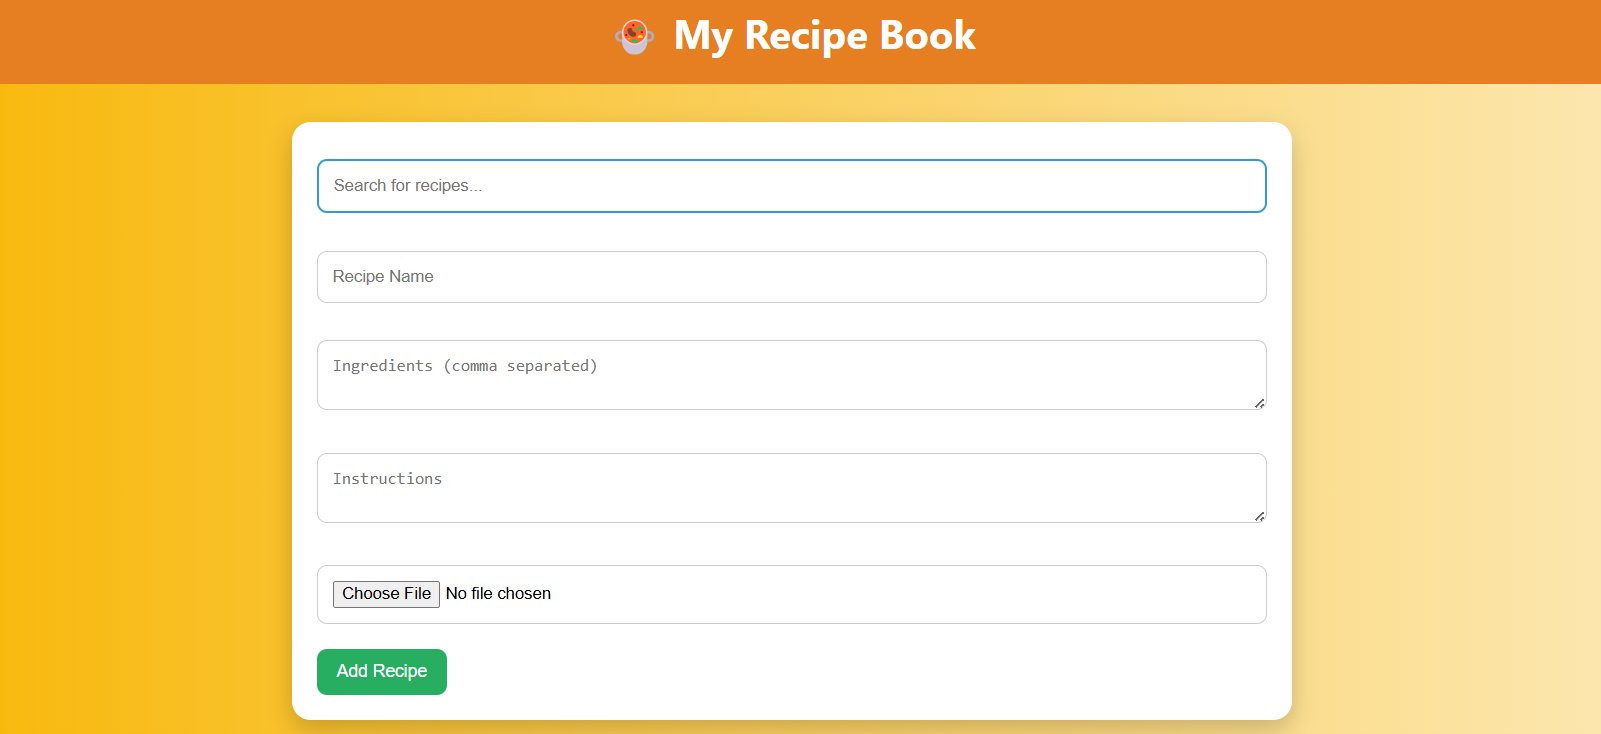 My Recipe Book
Search for recipes...
Recipe Name
Ingredients (comma separated)
Instructions
Choose File No file chosen
Add Recipe